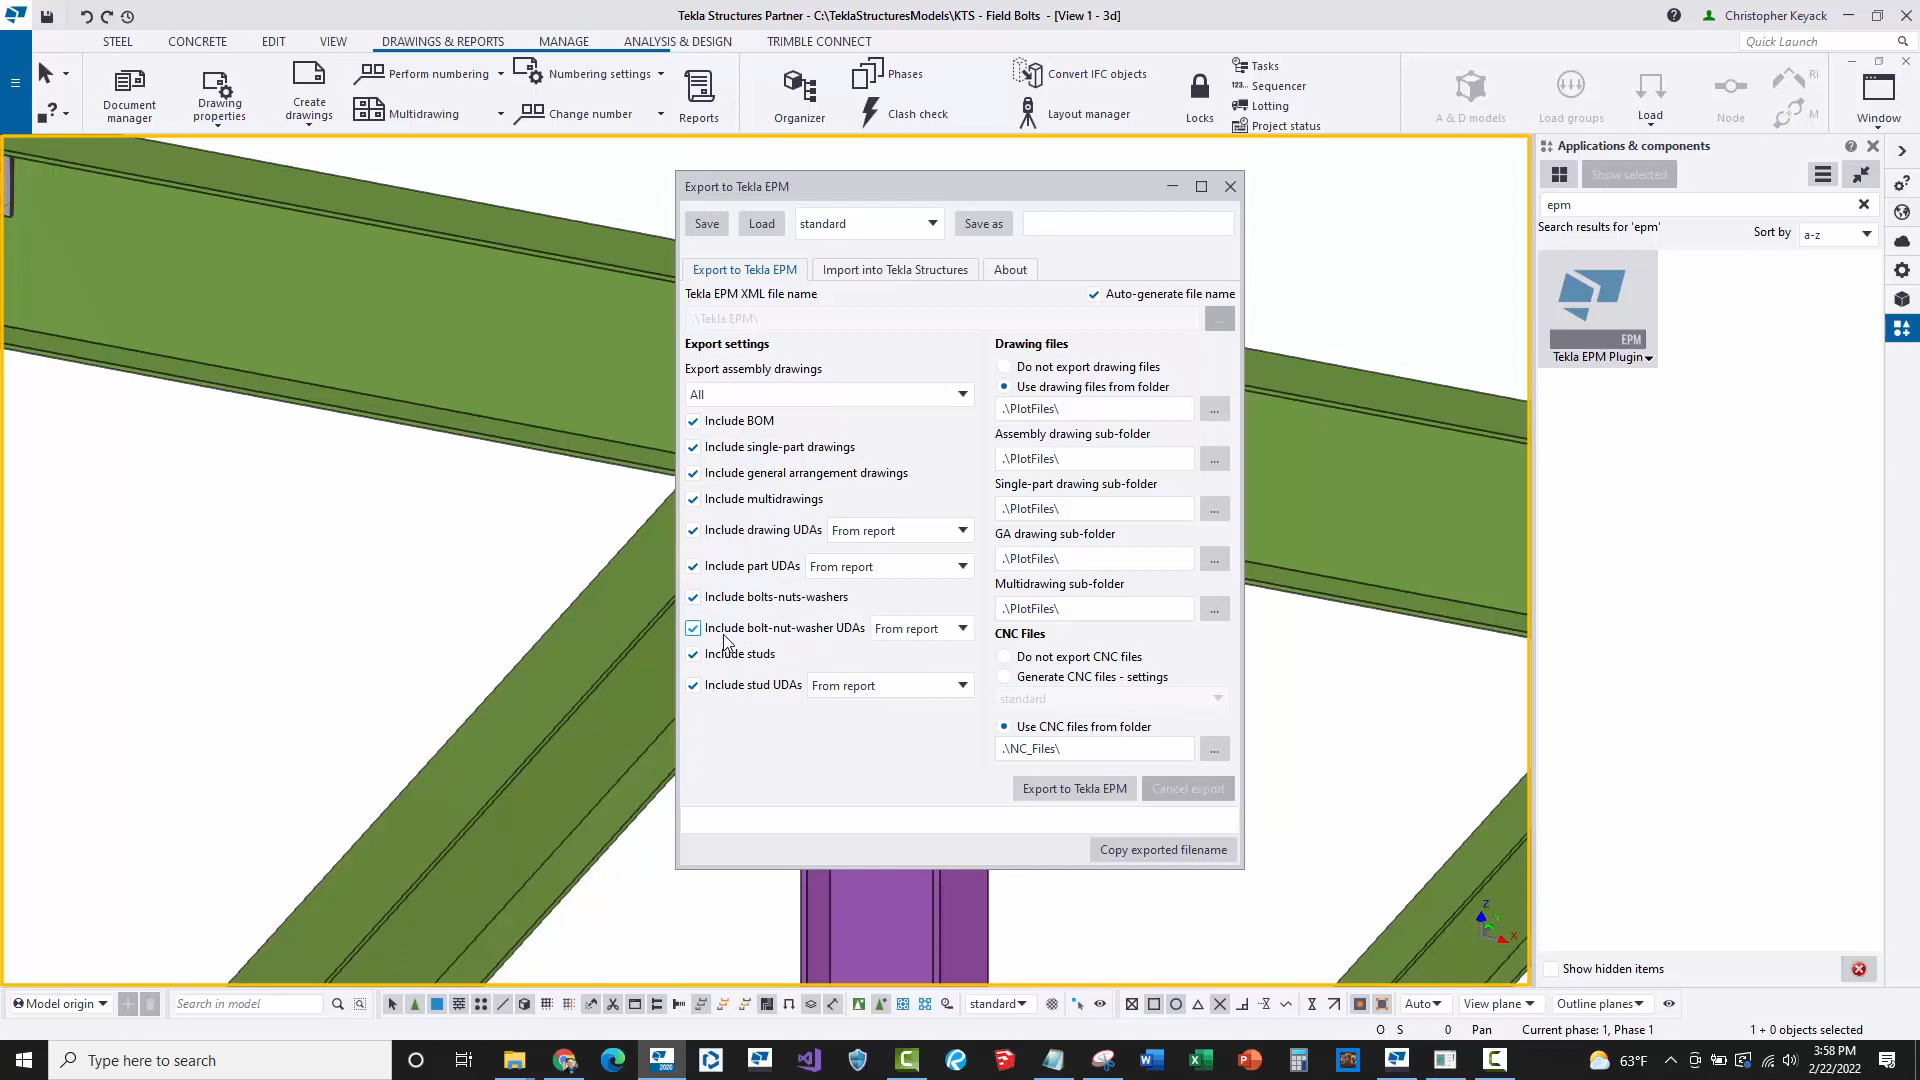 Tekla Structures Partner - C:\TeklaStructuresModels\KTS - Field Bolts - [View 1 - 3d]
Christopher Keyack
STEEL CONCRETE EDIT VIEW DRAWINGS & REPORTS MANAGE ANALYSIS & DESIGN TRIMBLE CONNECT
Quick Launch
Document manager
Drawing properties
Create drawings
Perform numbering
Multidrawing
Numbering settings
Change number
Reports
Organizer
Phases
Clash check
Convert IFC objects
Layout manager
Locks
Tasks
123... Sequencer
Lotting
Project status
A & D models
Load groups
Load
Node
Ri
M
Window
Export to Tekla EPM
Save Load standard Save as
Export to Tekla EPM Import into Tekla Structures About
Tekla EPM XML file name Auto-generate file name
.\Tekla EPM\ ...
Export settings
Export assembly drawings
All
Include BOM
Include single-part drawings
Include general arrangement drawings
Include multidrawings
Include drawing UDAs From report
Include part UDAs From report
Include bolts-nuts-washers
Include bolt-nut-washer UDAs From report
Include studs
Include stud UDAs From report
Drawing files
Do not export drawing files
Use drawing files from folder
.\PlotFiles\ ...
Assembly drawing sub-folder
.\PlotFiles\ ...
Single-part drawing sub-folder
.\PlotFiles\ ...
GA drawing sub-folder
.\PlotFiles\ ...
Multidrawing sub-folder
.\PlotFiles\ ...
CNC Files
Do not export CNC files
Generate CNC files - settings
standard
Use CNC files from folder
.\NC_Files\ ...
Export to Tekla EPM Cancel export
Copy exported filename
Applications & components
Show selected
epm
Search results for 'epm' Sort by a-z
EPM
Tekla EPM Plugin
Show hidden items
Z
Y
X
Model origin Search in model standard Auto View plane Outline planes
O S 0 Pan Current phase: 1, Phase 1 1 + 0 objects selected
Type here to search
2020
63°F
3:58 PM
2/22/2022